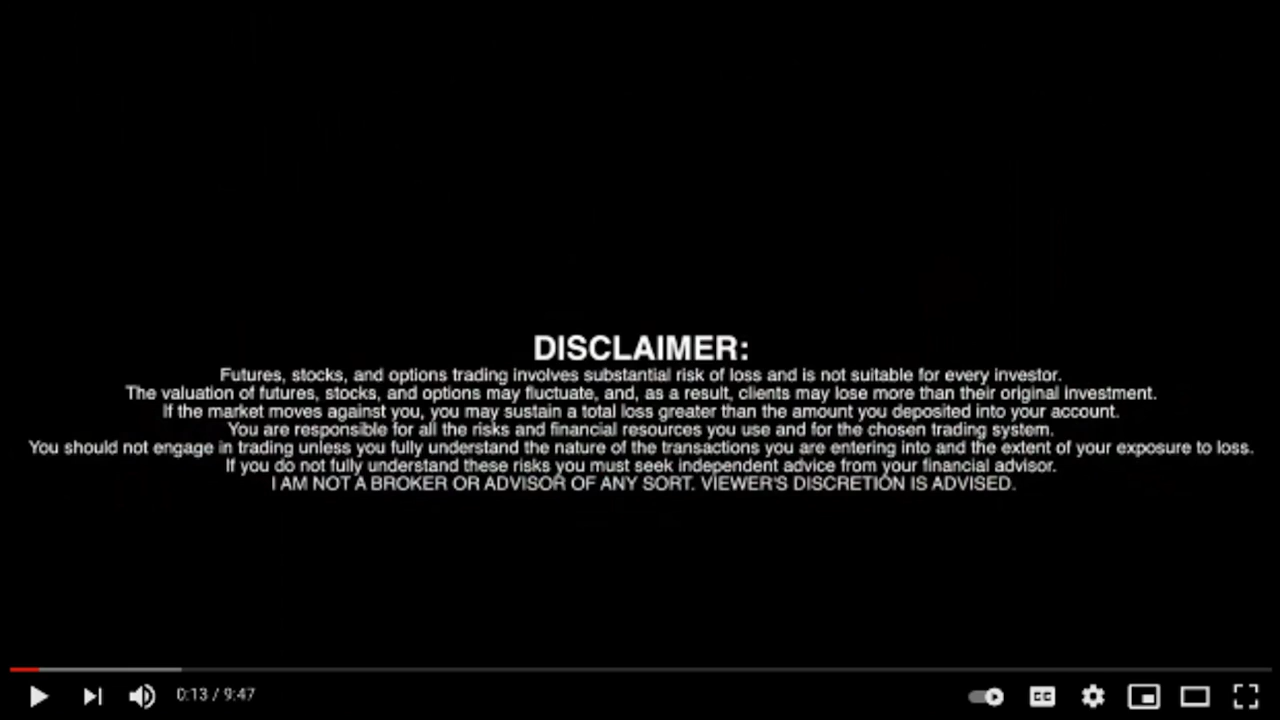 DISCLAIMER:
Futures, stocks, and options trading involves substantial risk of loss and is not suitable for every investor.
The valuation of futures, stocks, and options may fluctuate, and, as a result, clients may lose more than their original investment.
If the market moves against you, you may sustain a total loss greater than the amount you deposited into your account.
You are responsible for all the risks and financial resources you use and for the chosen trading system.
You should not engage in trading unless you fully understand the nature of the transactions you are entering into and the extent of your exposure to loss.
If you do not fully understand these risks you must seek independent advice from your financial advisor.
I AM NOT A BROKER OR ADVISOR OF ANY SORT. VIEWER'S DISCRETION IS ADVISED.
0:13 / 9:47
CC